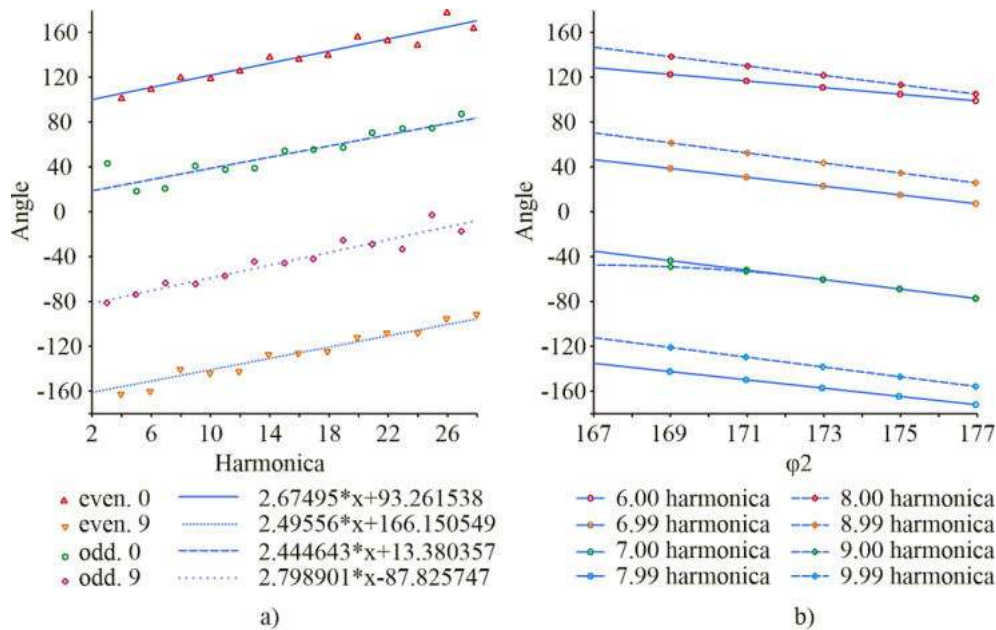 Angle
160
120
80
40
0
-40
-80
-120
-160
2 6 10 14 18 22 26
Harmonica
even. 0 2.67495*x+93.261538
even. 9 2.49556*x+166.150549
odd. 0 2.444643*x+13.380357
odd. 9 2.798901*x-87.825747
a)
Angle
160
120
80
40
0
-40
-80
-120
-160
167 169 171 173 175 177
φ2
6.00 harmonica 8.00 harmonica
6.99 harmonica 8.99 harmonica
7.00 harmonica 9.00 harmonica
7.99 harmonica 9.99 harmonica
b)